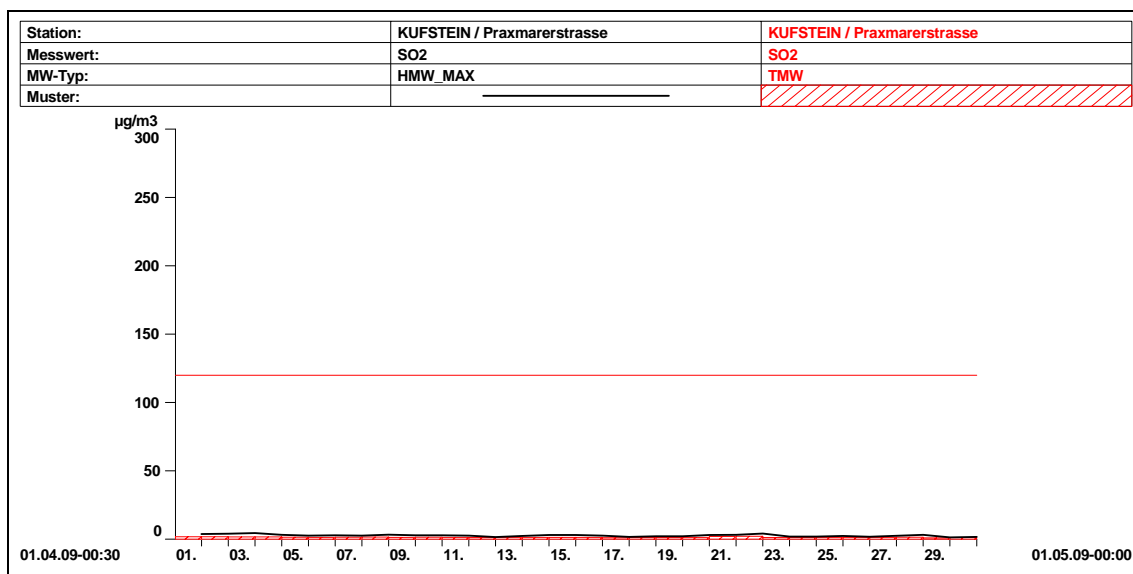 Station: KUFSTEIN / Praxmarerstrasse KUFSTEIN / Praxmarerstrasse
Messwert: SO2 SO2
MW-Typ: HMW_MAX TMW
Muster:
µg/m3
300
250
200
150
100
50
0
01.04.09-00:30 01. 03. 05. 07. 09. 11. 13. 15. 17. 19. 21. 23. 25. 27. 29. 01.05.09-00:00